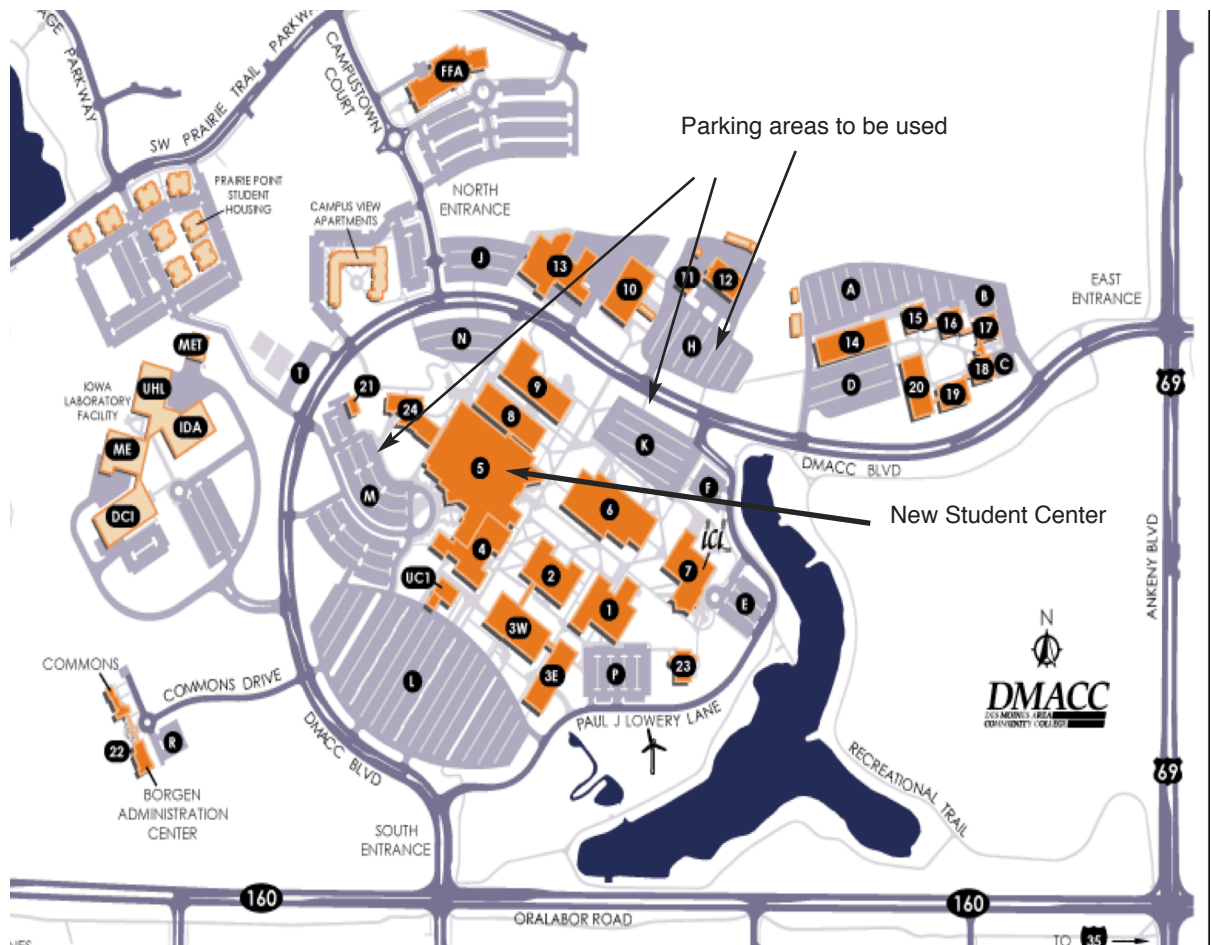 AGE
PARKWAY
SW PRAIRIE TRAIL PARKWA
CAMPUSTOWN
COURT
FFA
Parking areas to be used
PRAIRIE POINT
STUDENT
HOUSING
NORTH
ENTRANCE
CAMPUS VIEW
APARTMENTS
J
13
10
11
12
A
B
EAST
ENTRANCE
15
16
17
14
18
C
D
20
19
H
N
T
MET
UHL
IOWA
LABORATORY
FACILITY
IDA
ME
DCI
21
24
9
8
5
K
F
DMACC BLVD
69
M
6
New Student Center
ici
4
2
7
UC1
1
E
3W
3E
P
23
L
ANKENY BLVD
N
DMACC
DES MOINES AREA
COMMUNITY COLLEGE
COMMONS
COMMONS DRIVE
22
R
BORGEN
ADMINISTRATION
CENTER
DMACC BLVD
PAUL J LOWERY LANE
RECREATIONAL TRAIL
69
SOUTH
ENTRANCE
160
ORALABOR ROAD
160
TO 35